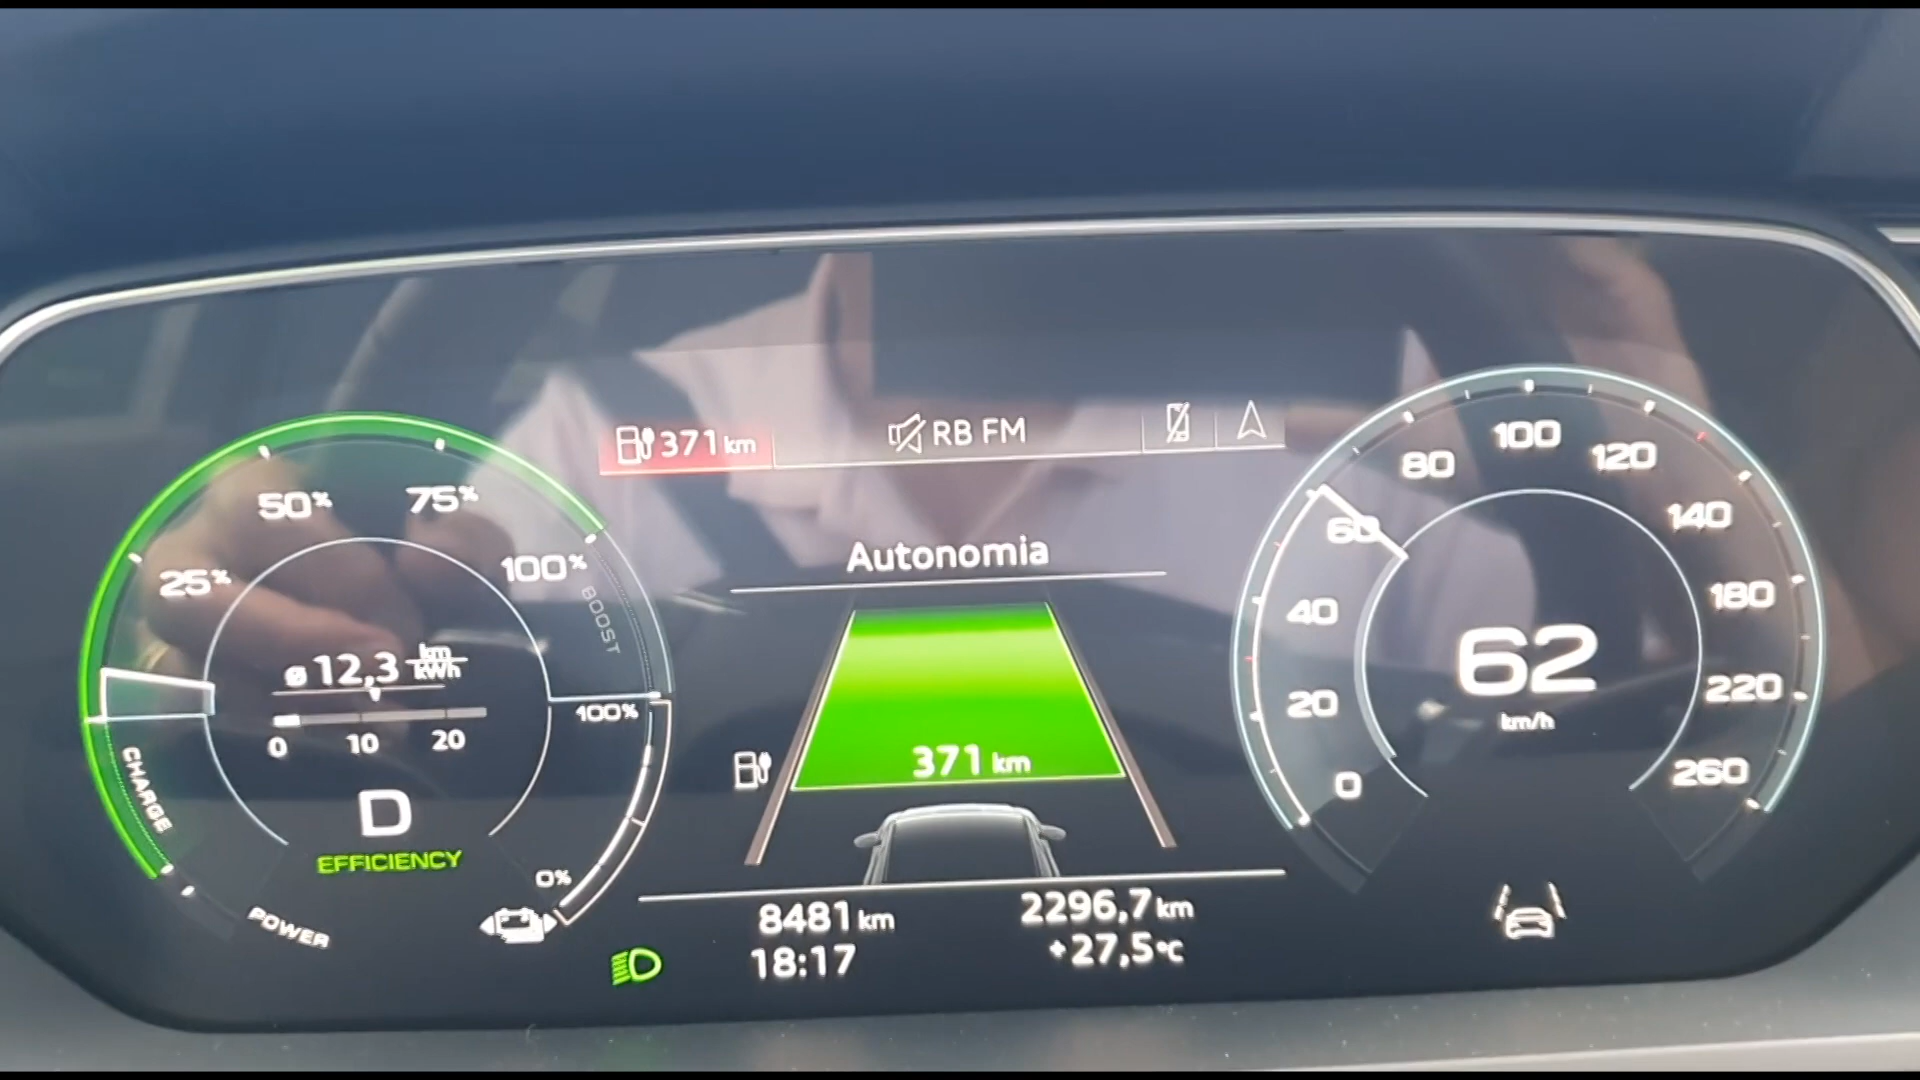 371 km
RB FM
50%
75%
25%
100%
BOOST
ø 12,3 km
kWh
0 10 20
100%
CHARGE
D
EFFICIENCY
0%
POWER
Autonomia
371 km
8481 km
2296,7 km
18:17
+27,5°C
0
20
40
60
80
100
120
140
180
220
260
62
km/h